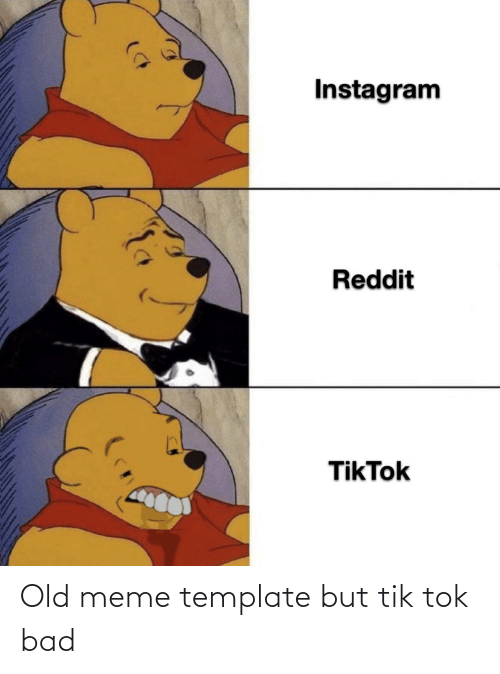 Instagram
Reddit
TikTok
Old meme template but tik tok
bad